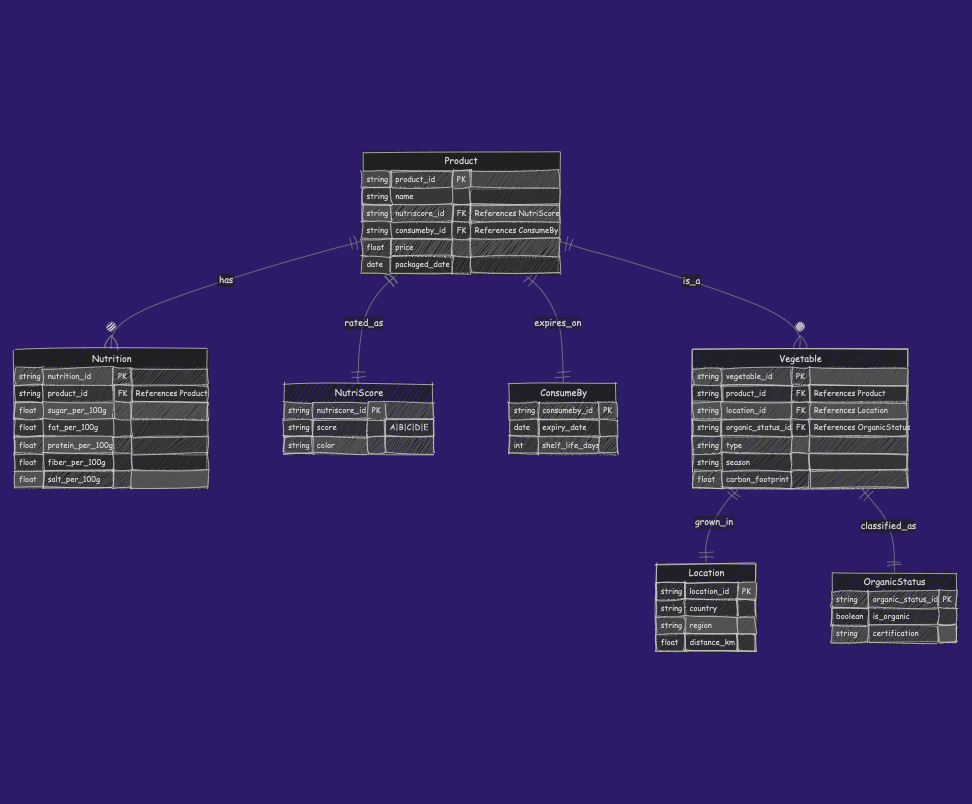 Product
string product_id PK
string name
string nutriscore_id FK References NutriScore
string consumeby_id FK References ConsumeBy
float price
date packaged_date
has
is_a
rated_as
expires_on
Nutrition
string nutrition_id PK
string product_id FK References Product
float sugar_per_100g
float fat_per_100g
float protein_per_100g
float fiber_per_100g
float salt_per_100g
NutriScore
string nutriscore_id PK
string score A|B|C|D|E
string color
ConsumeBy
string consumeby_id PK
date expiry_date
int shelf_life_days
Vegetable
string vegetable_id PK
string product_id FK References Product
string location_id FK References Location
string organic_status_id FK References OrganicStatus
string type
string season
float carbon_footprint
grown_in
classified_as
Location
string location_id PK
string country
string region
float distance_km
OrganicStatus
string organic_status_id PK
boolean is_organic
string certification